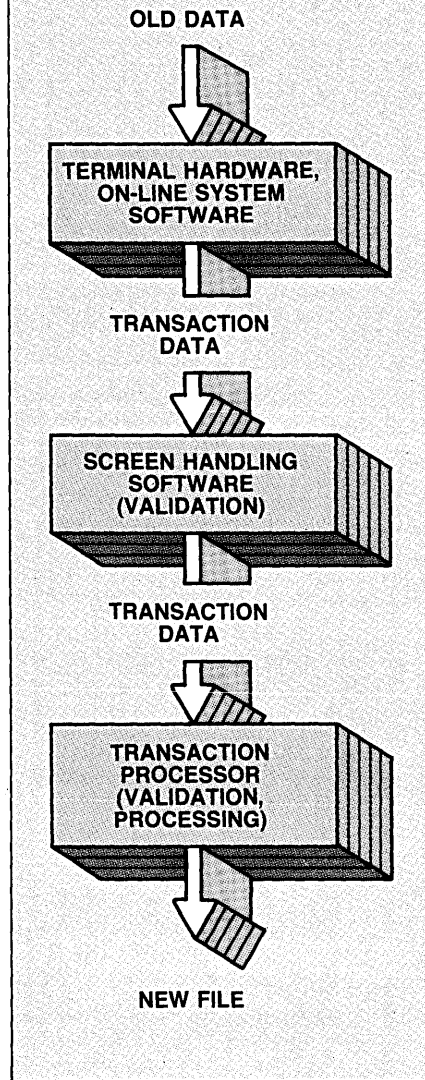 OLD DATA
TERMINAL HARDWARE,
ON-LINE SYSTEM
SOFTWARE
TRANSACTION
DATA
SCREEN HANDLING
SOFTWARE
(VALIDATION)
TRANSACTION
DATA
TRANSACTION
PROCESSOR
(VALIDATION,
PROCESSING)
NEW FILE